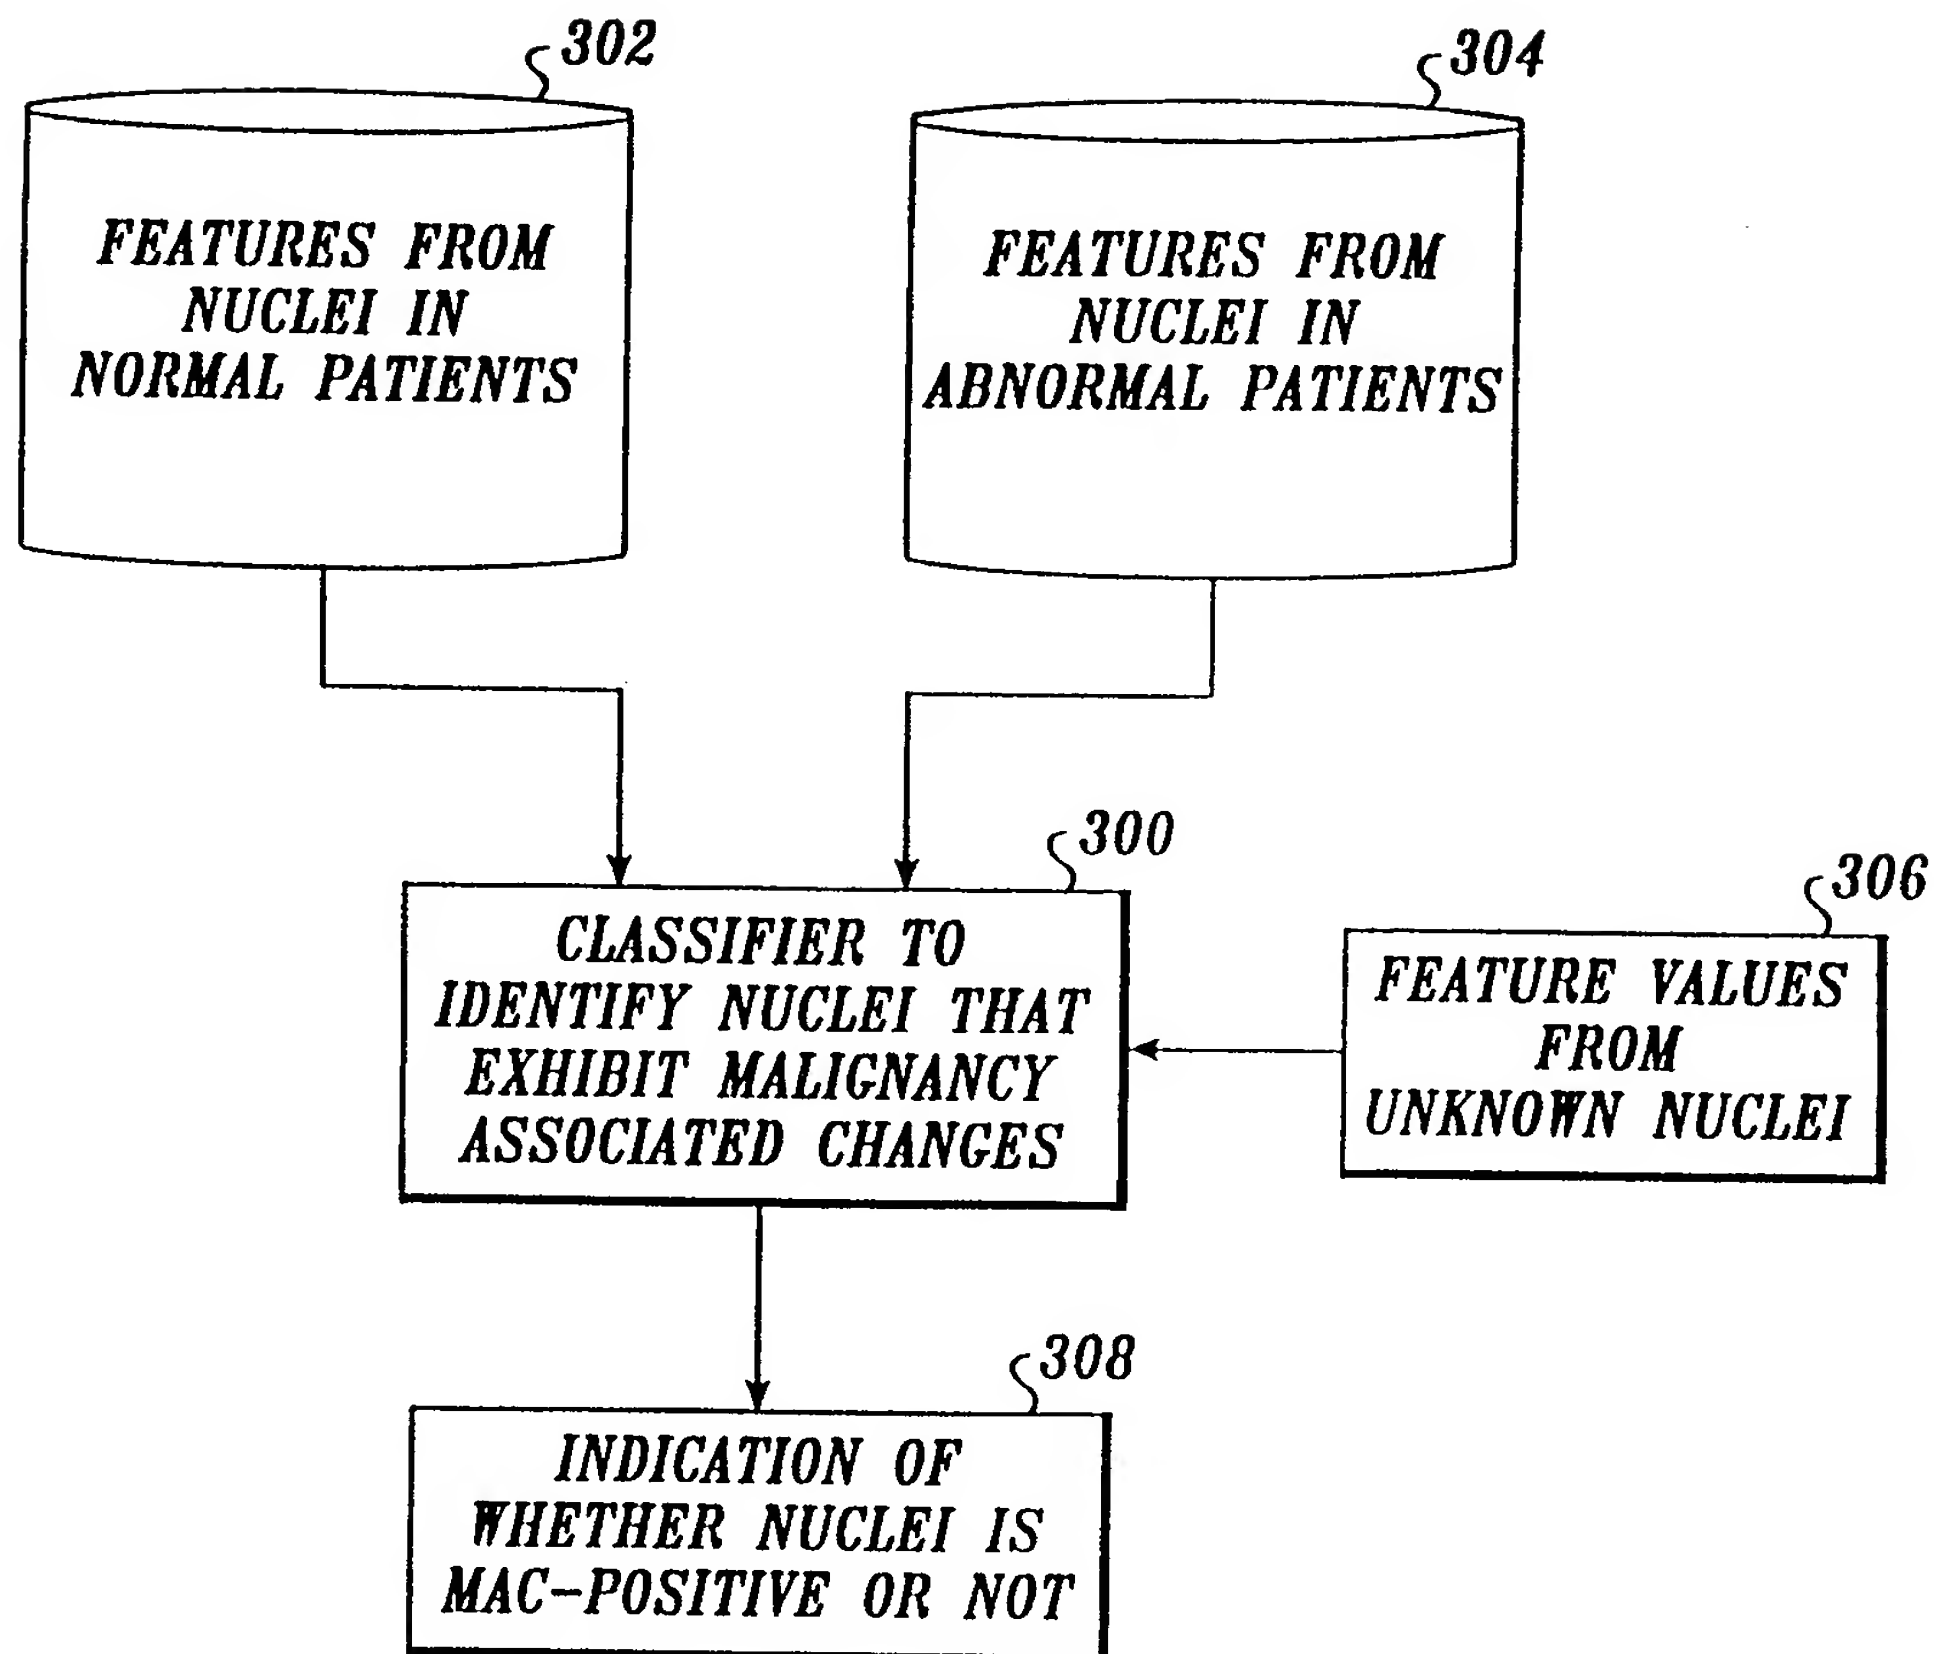 302
FEATURES FROM
NUCLEI IN
NORMAL PATIENTS
304
FEATURES FROM
NUCLEI IN
ABNORMAL PATIENTS
300
CLASSIFIER TO
IDENTIFY NUCLEI THAT
EXHIBIT MALIGNANCY
ASSOCIATED CHANGES
306
FEATURE VALUES
FROM
UNKNOWN NUCLEI
308
INDICATION OF
WHETHER NUCLEI IS
MAC-POSITIVE OR NOT